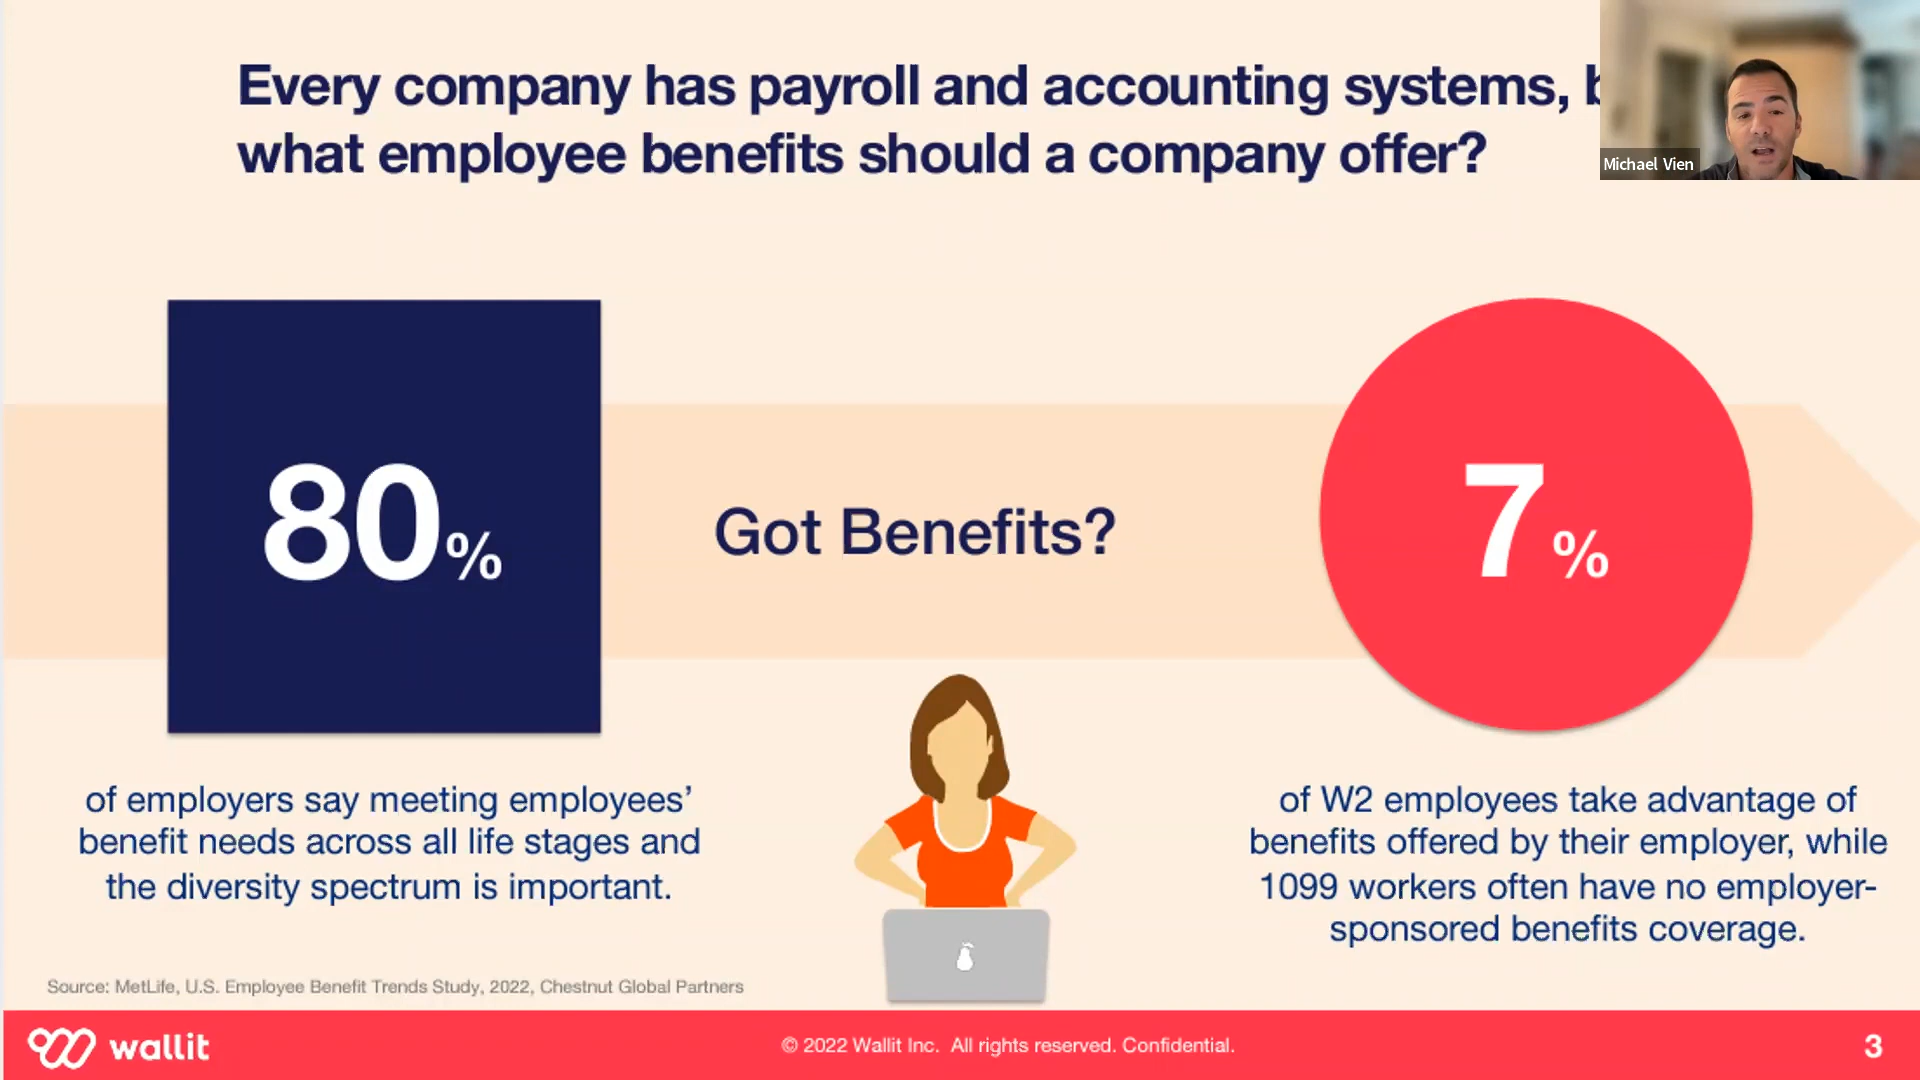 Every company has payroll and accounting systems,
what employee benefits should a company offer?
Michael Vien
80%
Got Benefits?
7%
of employers say meeting employees’
benefit needs across all life stages and
the diversity spectrum is important.
of W2 employees take advantage of
benefits offered by their employer, while
1099 workers often have no employer-
sponsored benefits coverage.
Source: MetLife, U.S. Employee Benefit Trends Study, 2022, Chestnut Global Partners
wallit
© 2022 Wallit Inc. All rights reserved. Confidential.
3